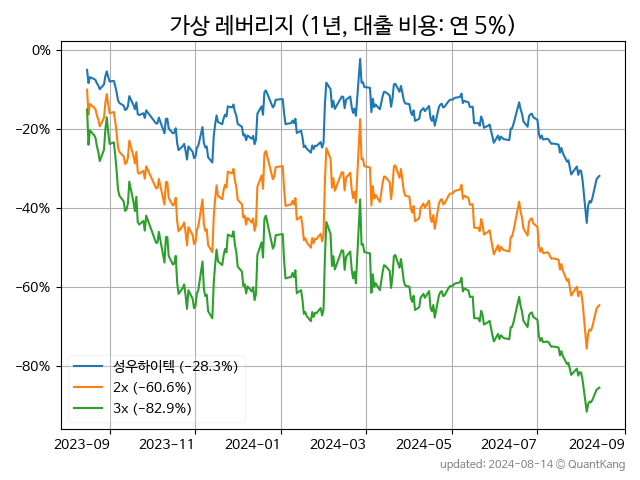 가상 레버리지 (1년, 대출 비용: 연 5%)
0%
−20%
−40%
−60%
−80%
성우하이텍 (−28.3%)
2x (−60.6%)
3x (−82.9%)
2023−09 2023−11 2024−01 2024−03 2024−05 2024−07 2024−09
updated: 2024−08−14 © QuantKang